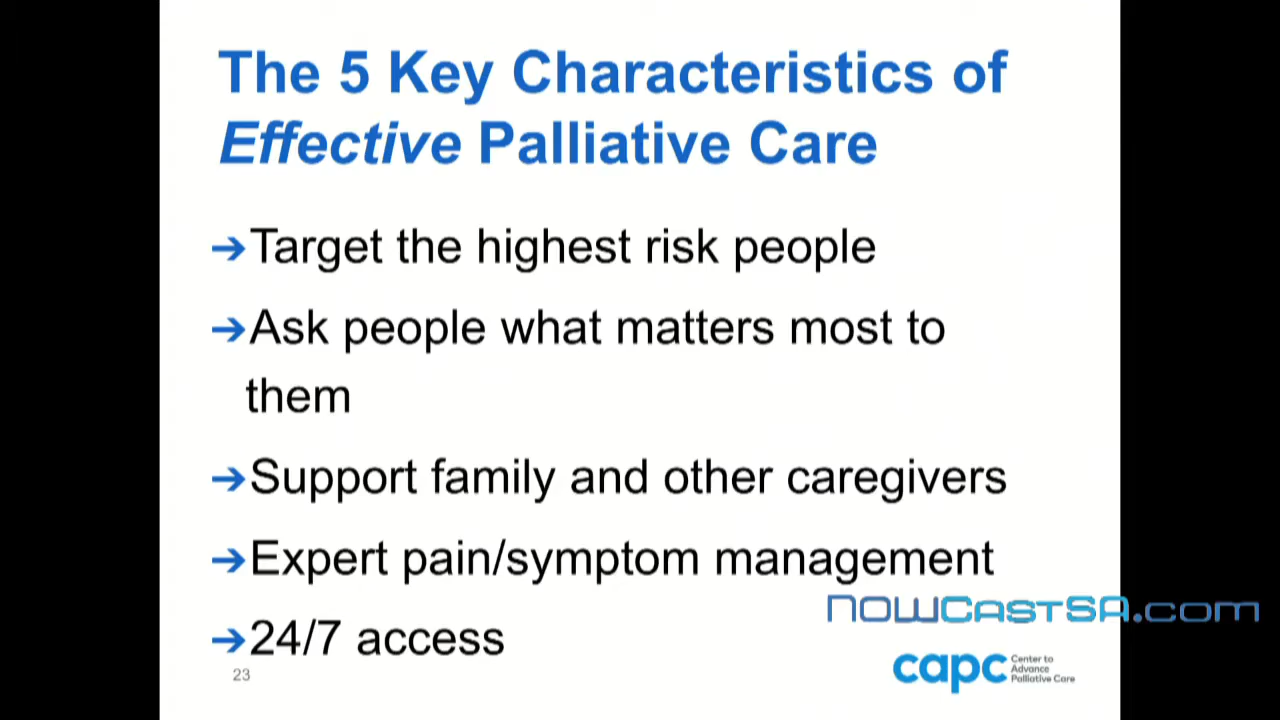 The 5 Key Characteristics of
Effective Palliative Care
→Target the highest risk people
→Ask people what matters most to
them
→Support family and other caregivers
→Expert pain/symptom management
NOWCASTSA.COM
→24/7 access
23
capc
Center to
Advance
Palliative Care